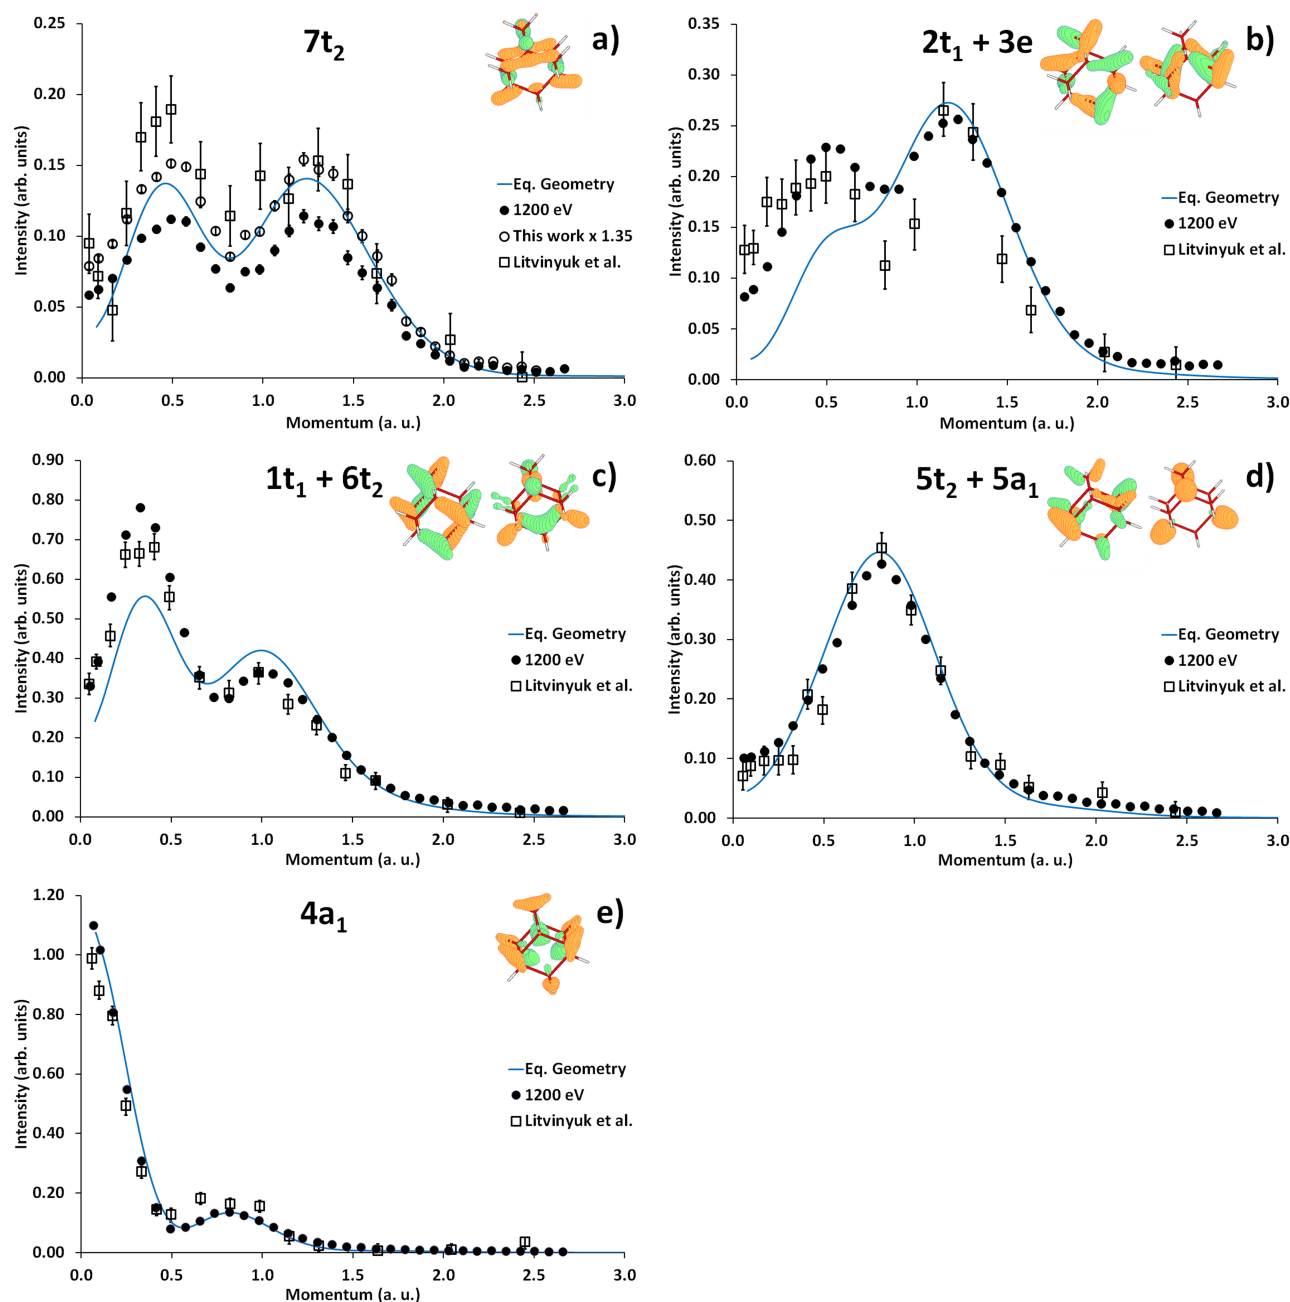 7t2
a)
Intensity (arb. units)
0.25
0.20
0.15
0.10
0.05
0.00
0.0 0.5 1.0 1.5 2.0 2.5 3.0
Momentum (a. u.)
Eq. Geometry
1200 eV
This work x 1.35
Litvinyuk et al.
2t1 + 3e
b)
Intensity (arb. units)
0.35
0.30
0.25
0.20
0.15
0.10
0.05
0.00
0.0 0.5 1.0 1.5 2.0 2.5 3.0
Momentum (a. u.)
Eq. Geometry
1200 eV
Litvinyuk et al.
1t1 + 6t2
c)
Intensity (arb. units)
0.90
0.80
0.70
0.60
0.50
0.40
0.30
0.20
0.10
0.00
0.0 0.5 1.0 1.5 2.0 2.5 3.0
Momentum (a. u.)
Eq. Geometry
1200 eV
Litvinyuk et al.
5t2 + 5a1
d)
Intensity (arb. units)
0.60
0.50
0.40
0.30
0.20
0.10
0.00
0.0 0.5 1.0 1.5 2.0 2.5 3.0
Momentum (a. u.)
Eq. Geometry
1200 eV
Litvinyuk et al.
4a1
e)
Intensity (arb. units)
1.20
1.00
0.80
0.60
0.40
0.20
0.00
0.0 0.5 1.0 1.5 2.0 2.5 3.0
Momentum (a. u.)
Eq. Geometry
1200 eV
Litvinyuk et al.